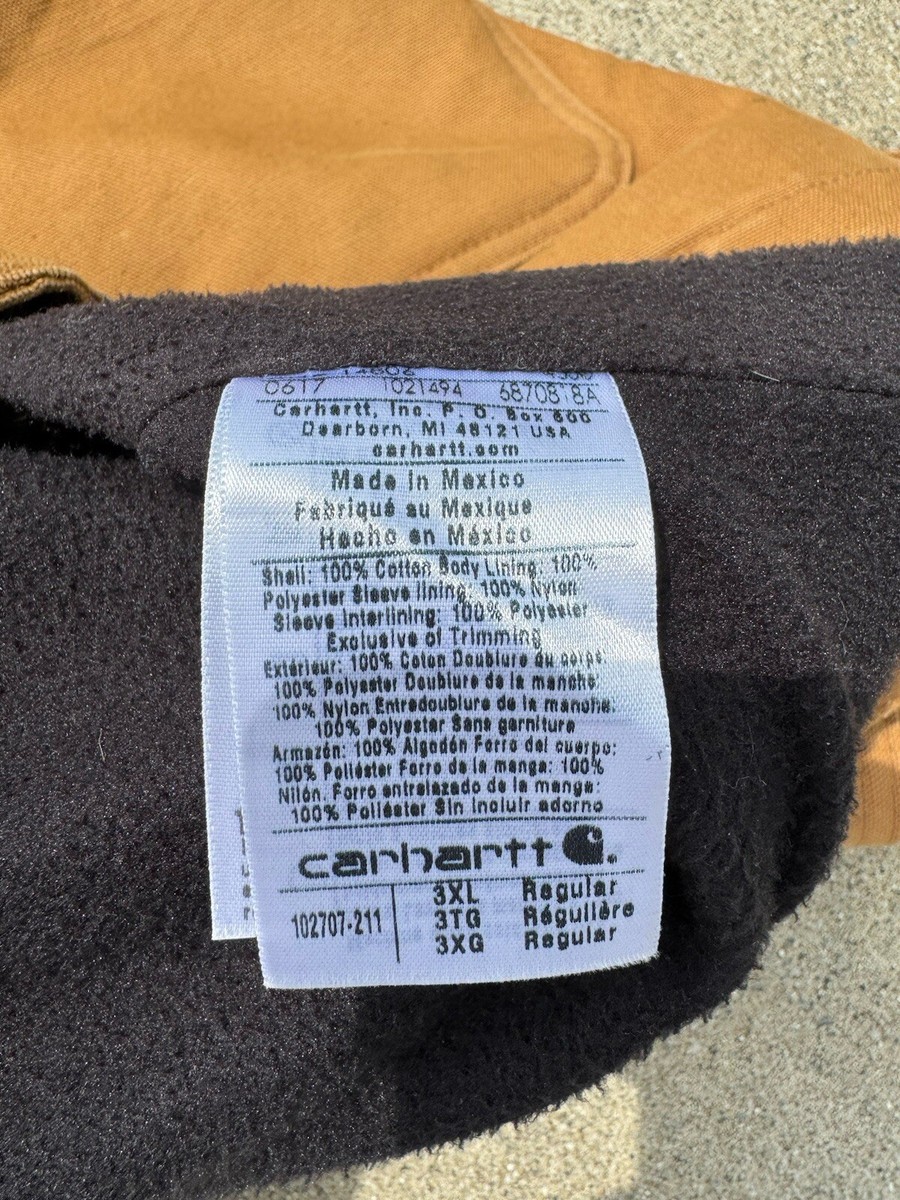 0617 1021494 68708 8A
Carhartt, Inc. P. O. Box 600
Dearborn, MI 48121 USA
carhartt.com
Made in Mexico
Fabriqué au Mexique
Hecho en México
Shell: 100% Cotton Body Lining: 100%
Polyester Sleeve lining: 100% Nylon
Sleeve Interlining: 100% Polyester
Exclusive of Trimming
Extérieur: 100% Coton Doublure du corps:
100% Polyester Doublure de la manche:
100% Nylon Entredoublure de la manche:
100% Polyester Sans garniture
Armazón: 100% Algodón Forro del cuerpo:
100% Poliéster Forro de la manga: 100%
Nilón. Forro entrelazado de la manga:
100% Poliéster Sin incluir adorno
carhartt
102707-211
3XL Regular
3TG Régulière
3XG Regular